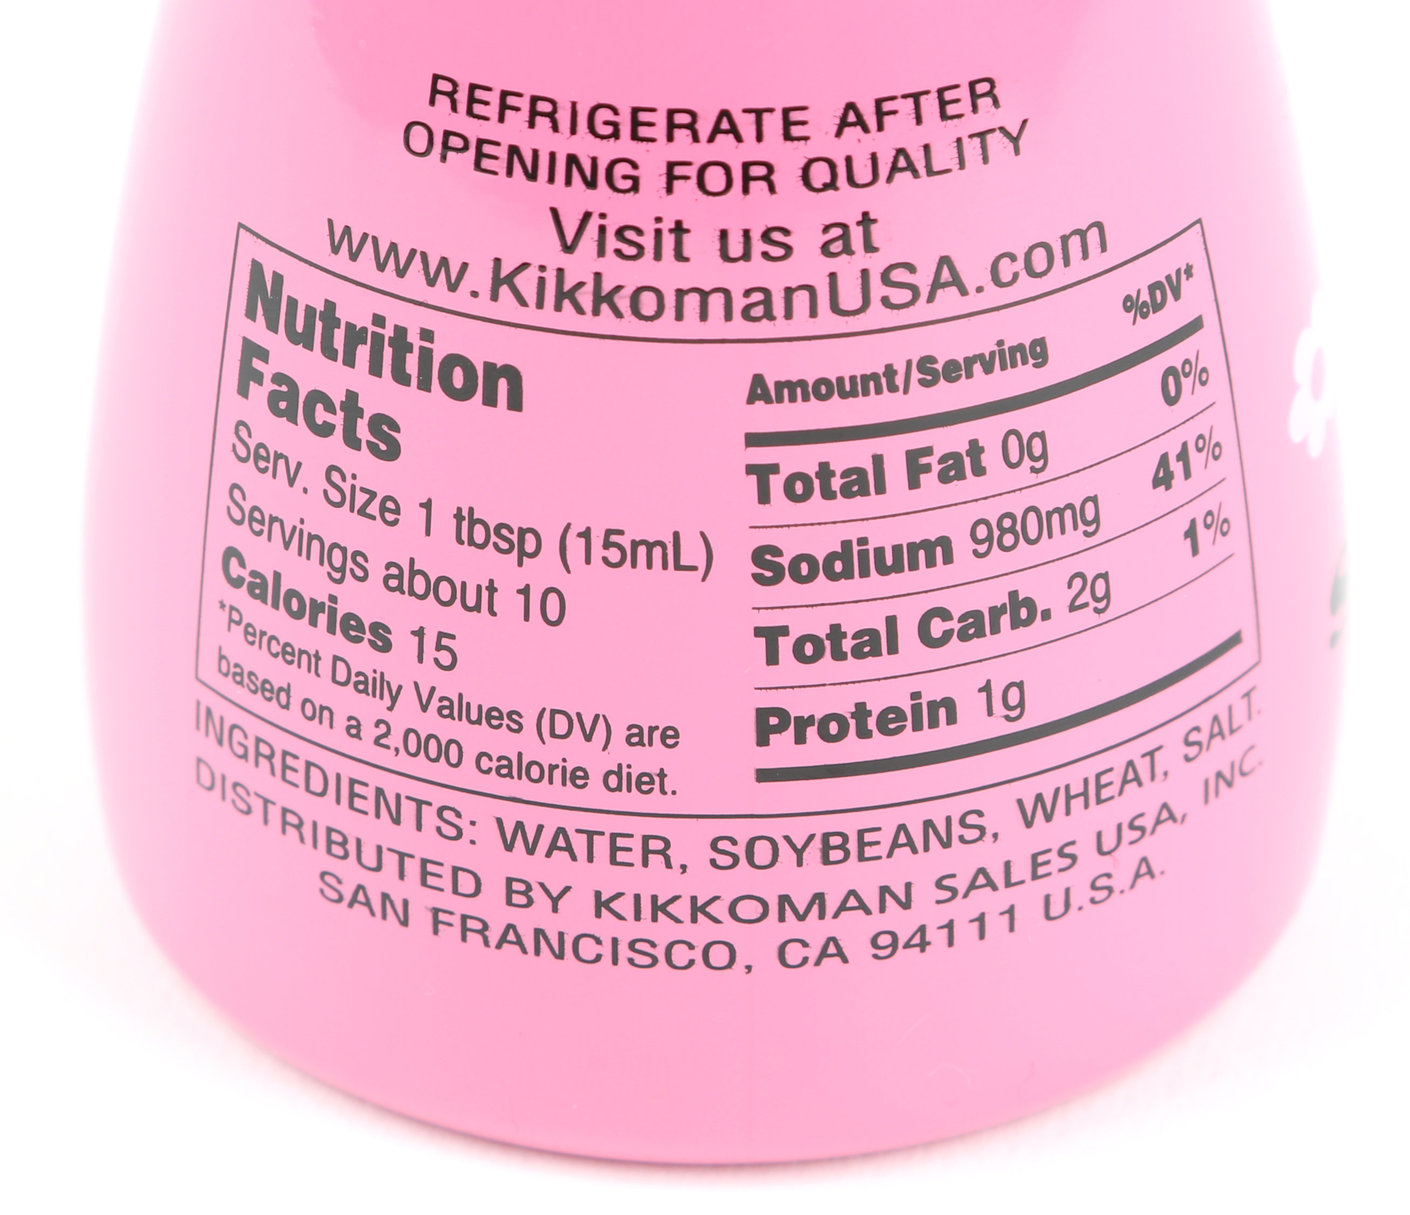 REFRIGERATE AFTER
OPENING FOR QUALITY
Visit us at
www.KikkomanUSA.com
Nutrition
Facts
Serv. Size 1 tbsp (15mL)
Servings about 10
Calories 15
*Percent Daily Values (DV) are
based on a 2,000 calorie diet.
Amount/Serving %DV*
Total Fat 0g 0%
Sodium 980mg 41%
Total Carb. 2g 1%
Protein 1g
INGREDIENTS: WATER, SOYBEANS, WHEAT, SALT.
DISTRIBUTED BY KIKKOMAN SALES USA, INC.
SAN FRANCISCO, CA 94111 U.S.A.